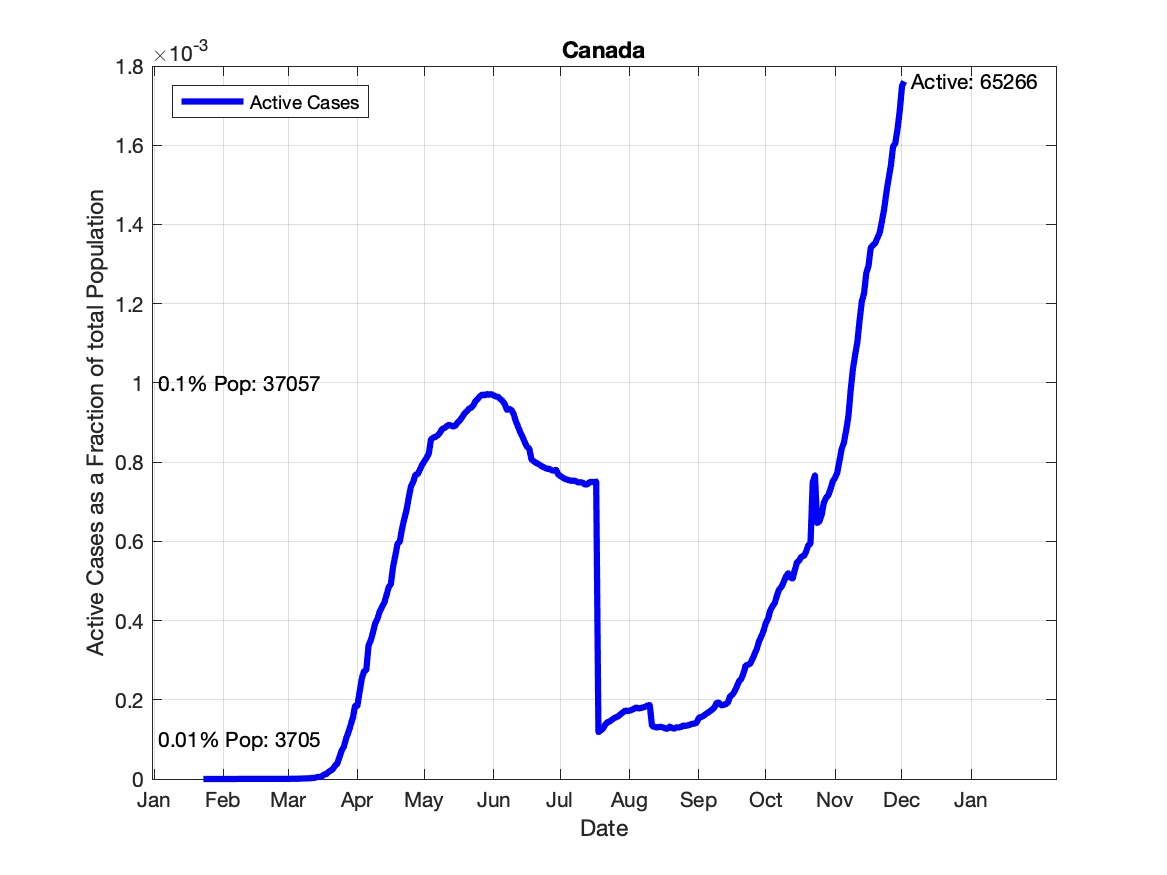 Canada
×10-3
1.8
1.6
1.4
1.2
1
0.8
0.6
0.4
0.2
0
Active Cases as a Fraction of total Population
Active Cases
Active: 65266
0.1% Pop: 37057
0.01% Pop: 3705
Jan Feb Mar Apr May Jun Jul Aug Sep Oct Nov Dec Jan
Date